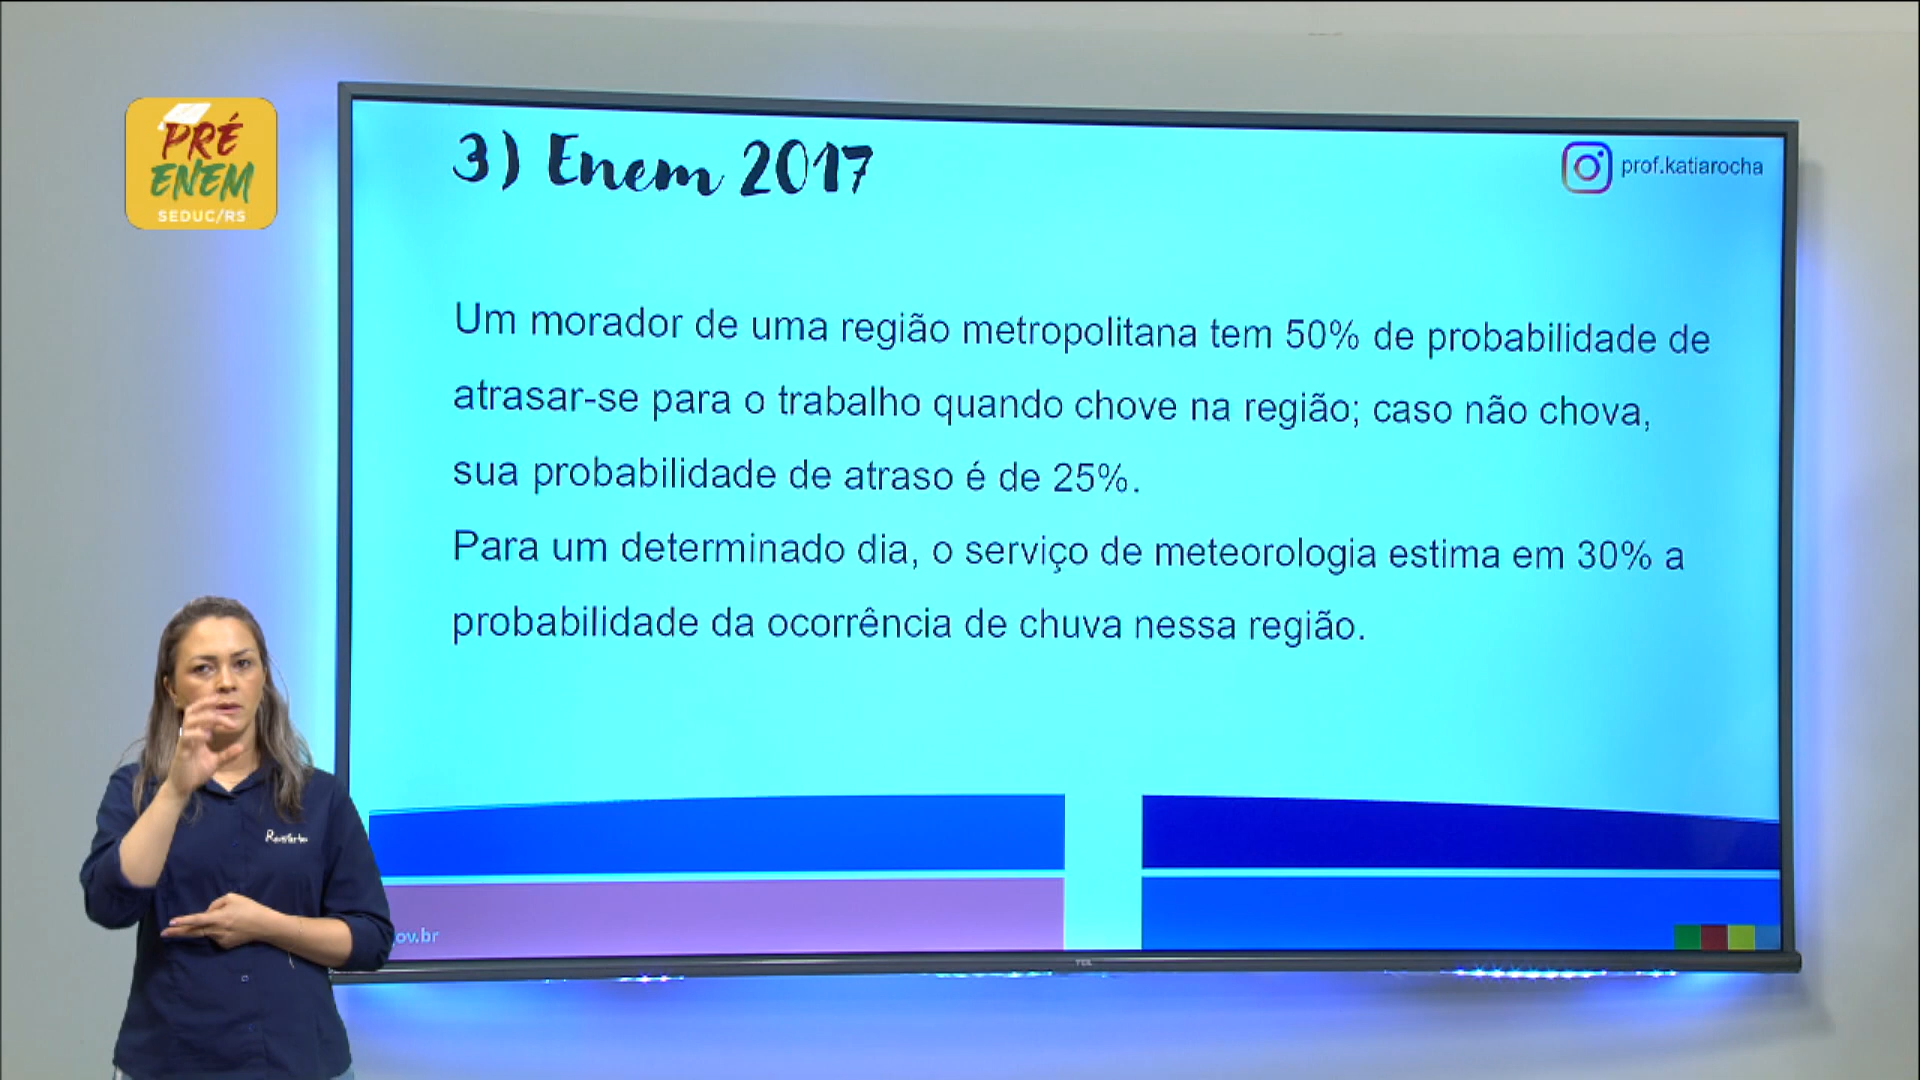 PRÉ
ENEM
SEDUC/RS
3) Enem 2017
prof.katiarocha
Um morador de uma região metropolitana tem 50% de probabilidade de
atrasar-se para o trabalho quando chove na região; caso não chova,
sua probabilidade de atraso é de 25%.
Para um determinado dia, o serviço de meteorologia estima em 30% a
probabilidade da ocorrência de chuva nessa região.
ov.br
TCL